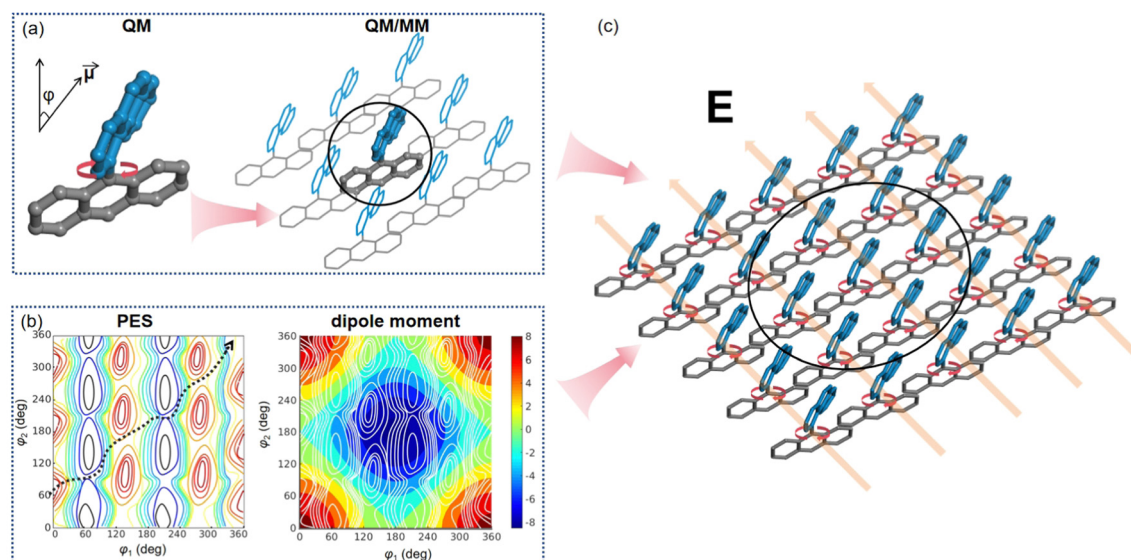 (a)
QM
QM/MM
φ
μ⃗
(b)
PES
dipole moment
φ₂ (deg)
360
300
240
180
120
60
0
0 60 120 180 240 300 360
φ₁ (deg)
φ₂ (deg)
360
300
240
180
120
60
0
0 60 120 180 240 300 360
φ₁ (deg)
8
6
4
2
0
-2
-4
-6
-8
(c)
E